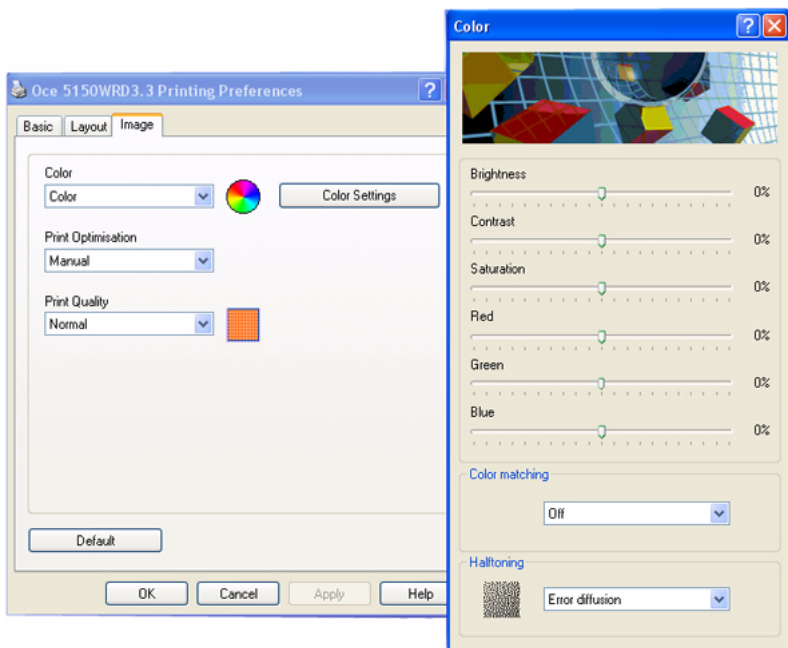 Oce 5150WRD3.3 Printing Preferences
Basic Layout Image
Color
Color
Color Settings
Print Optimisation
Manual
Print Quality
Normal
Default
OK Cancel Apply Help
Color
Brightness
0%
Contrast
0%
Saturation
0%
Red
0%
Green
0%
Blue
0%
Color matching
Off
Halftoning
Error diffusion